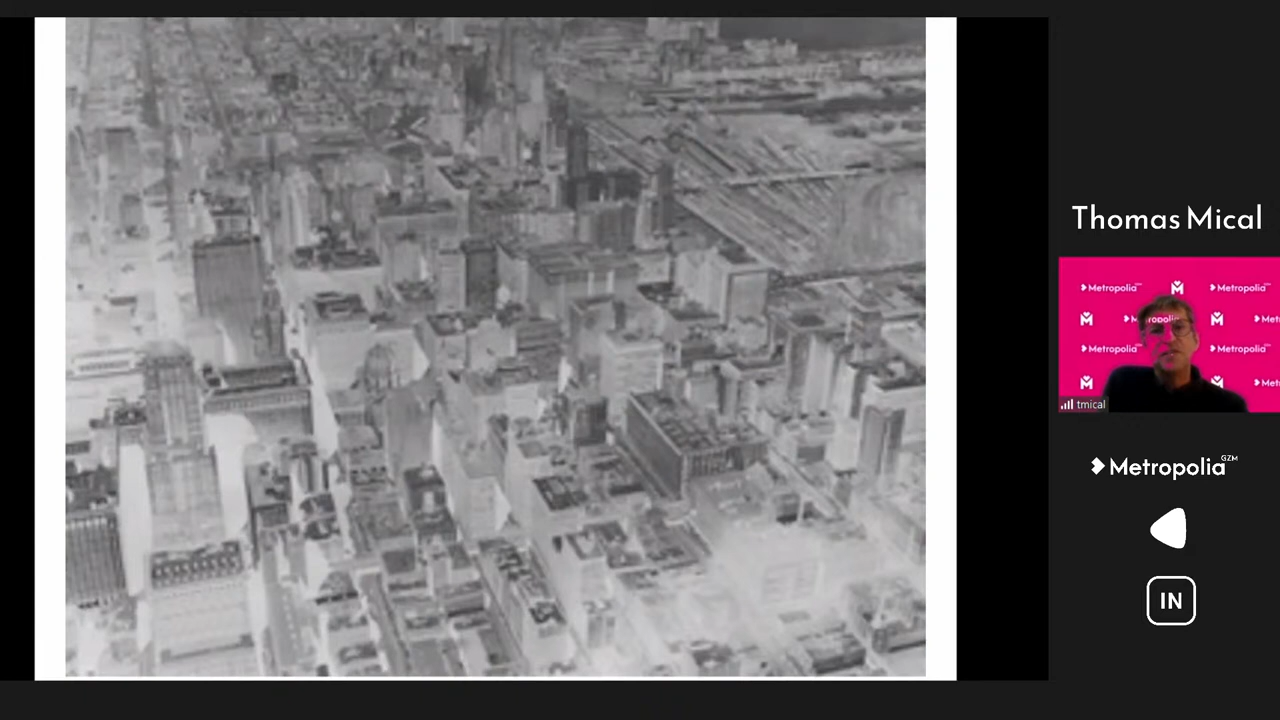 Thomas Mical
Metropolia
Metropolia
Metropolia
Metropolia
Metropolia
tmical
Metropolia GZM
IN